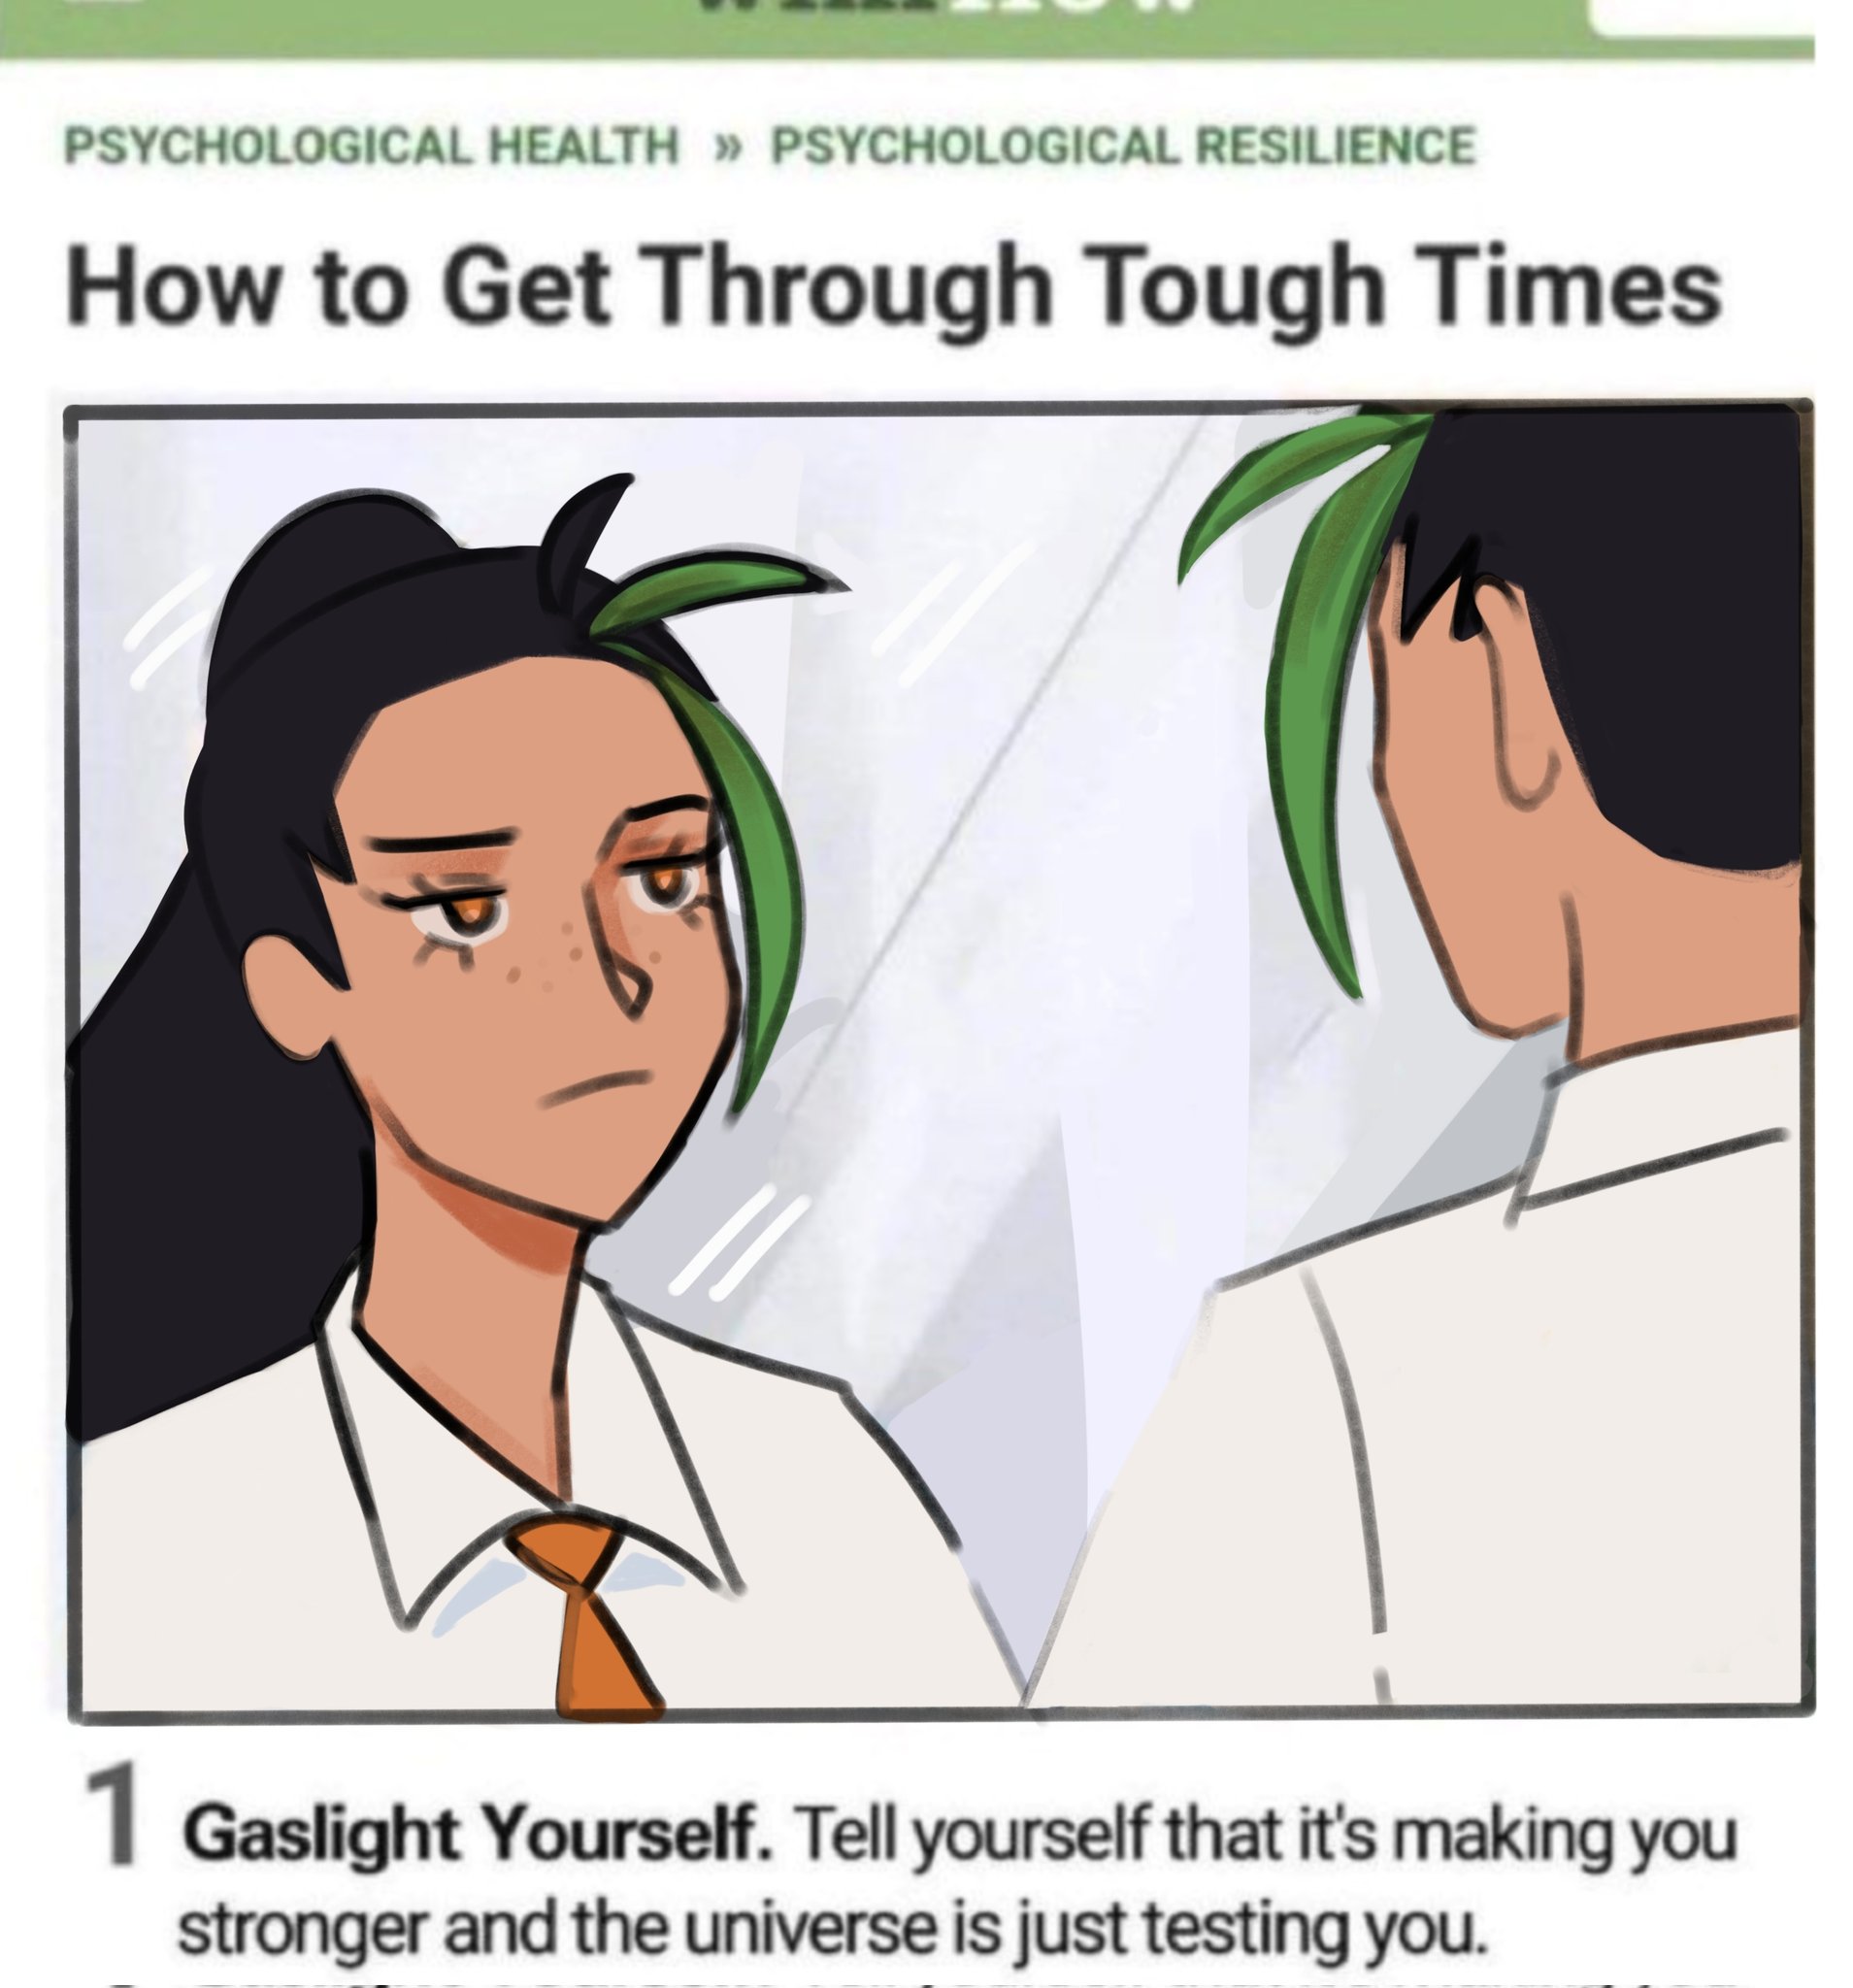 PSYCHOLOGICAL HEALTH » PSYCHOLOGICAL RESILIENCE
How to Get Through Tough Times
1 Gaslight Yourself. Tell yourself that it's making you
stronger and the universe is just testing you.